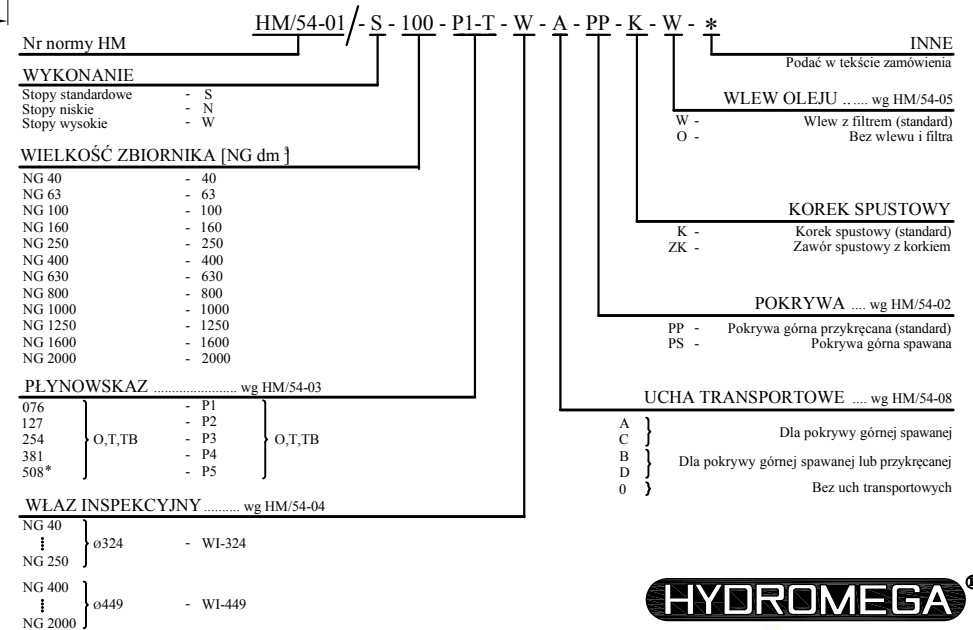 HM/54-01/- S - 100 - P1-T - W - A - PP - K - W - *
Nr normy HM
WYKONANIE
Stopy standardowe - S
Stopy niskie - N
Stopy wysokie - W
WIELKOŚĆ ZBIORNIKA [NG dm³]
NG 40 - 40
NG 63 - 63
NG 100 - 100
NG 160 - 160
NG 250 - 250
NG 400 - 400
NG 630 - 630
NG 800 - 800
NG 1000 - 1000
NG 1250 - 1250
NG 1600 - 1600
NG 2000 - 2000
PŁYNOWSKAZ ....................... wg HM/54-03
076 - P1
127 - P2
254 O,T,TB - P3 O,T,TB
381 - P4
508* - P5
WŁAZ INSPEKCYJNY .......... wg HM/54-04
NG 40
ø324 - WI-324
NG 250
NG 400
ø449 - WI-449
NG 2000
INNE
Podać w tekście zamówienia
WLEW OLEJU ...... wg HM/54-05
W - Wlew z filtrem (standard)
O - Bez wlewu i filtra
KOREK SPUSTOWY
K - Korek spustowy (standard)
ZK - Zawór spustowy z korkiem
POKRYWA .... wg HM/54-02
PP - Pokrywa górna przykręcana (standard)
PS - Pokrywa górna spawana
UCHA TRANSPORTOWE .... wg HM/54-08
A
C
Dla pokrywy górnej spawanej
B
D
Dla pokrywy górnej spawanej lub przykręcanej
0 } Bez uch transportowych
HYDROMEGA ®